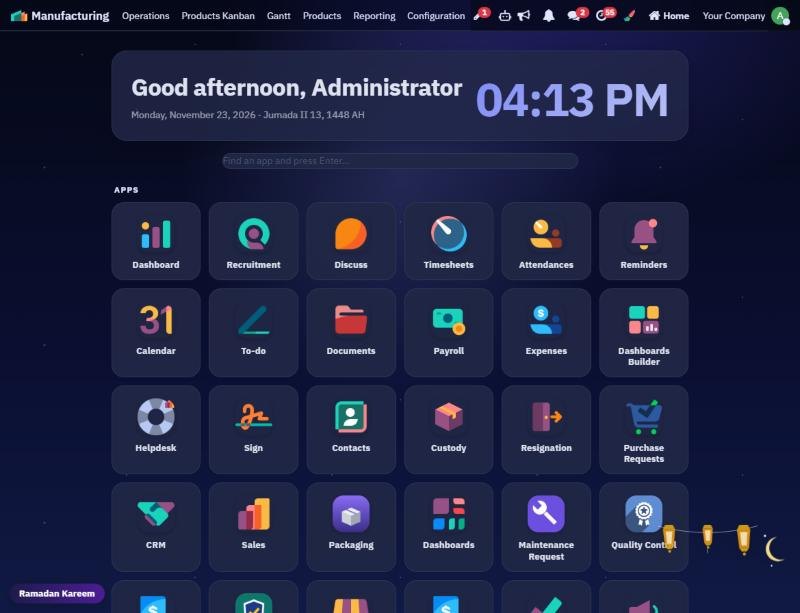 Manufacturing Operations Products Kanban Gantt Products Reporting Configuration 1 2 55 Home Your Company A
Good afternoon, Administrator
04:13 PM
Monday, November 23, 2026 - Jumada II 13, 1448 AH
Find an app and press Enter...
APPS
Dashboard Recruitment Discuss Timesheets Attendances Reminders
31
$
Calendar To-do Documents Payroll Expenses Dashboards
Builder
Helpdesk Sign Contacts Custody Resignation Purchase
Requests
CRM Sales Packaging Dashboards Maintenance Quality Control
Request
Ramadan Kareem
$ $